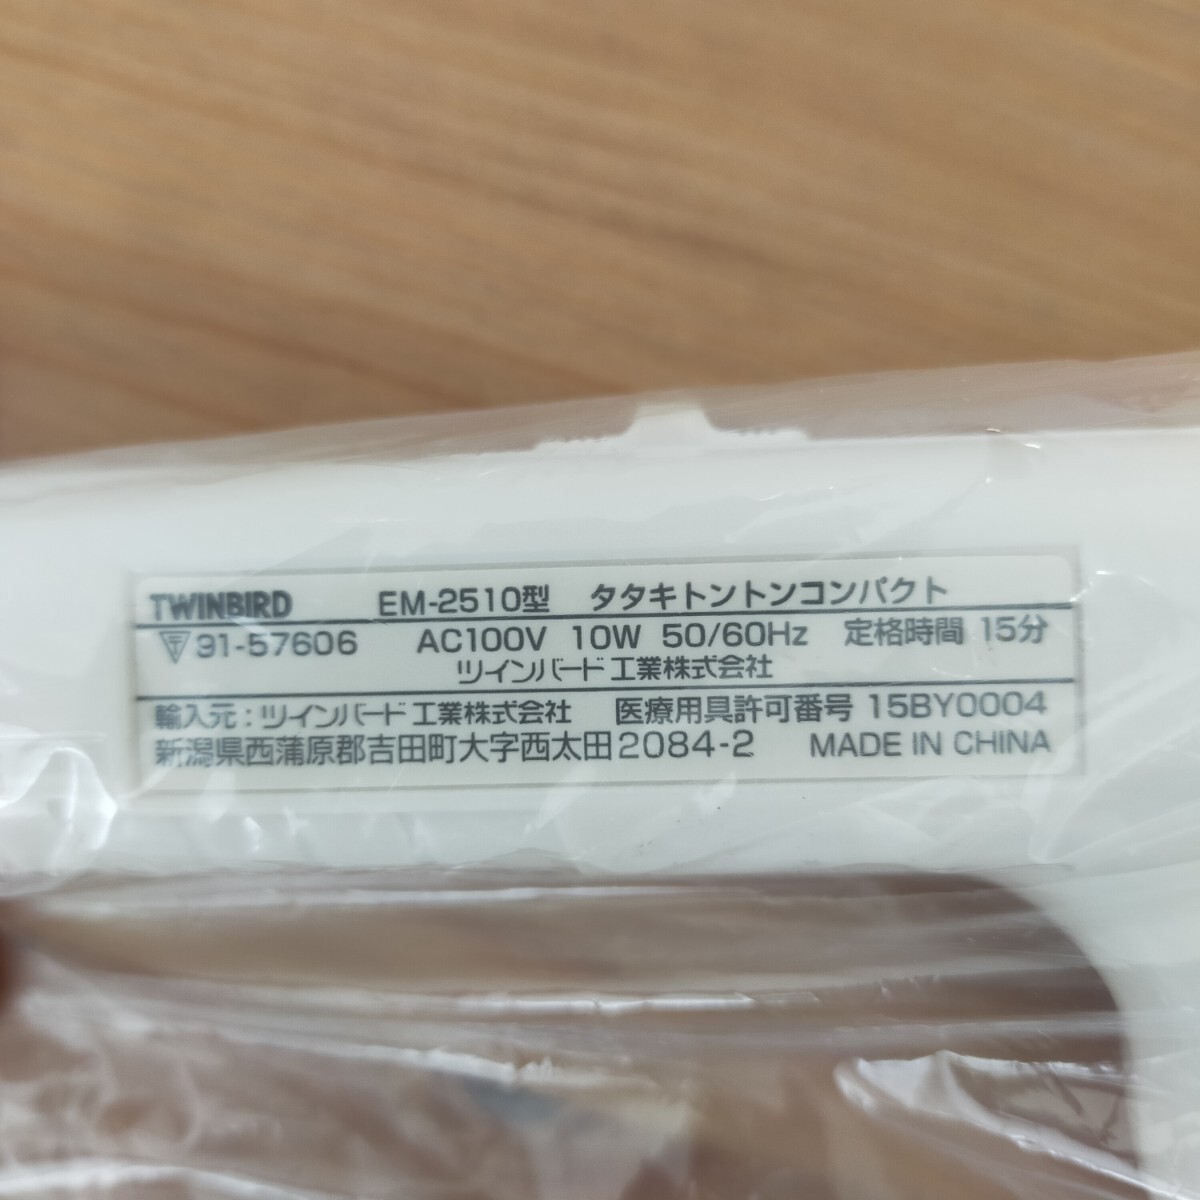 TWINBIRD EM-2510型 タタキトントンコンパクト
〒91-57606 AC100V 10W 50/60Hz 定格時間 15分
ツインバード工業株式会社
輸入元：ツインバード工業株式会社 医療用具許可番号 15BY0004
新潟県西蒲原郡吉田町大字西太田2084-2 MADE IN CHINA